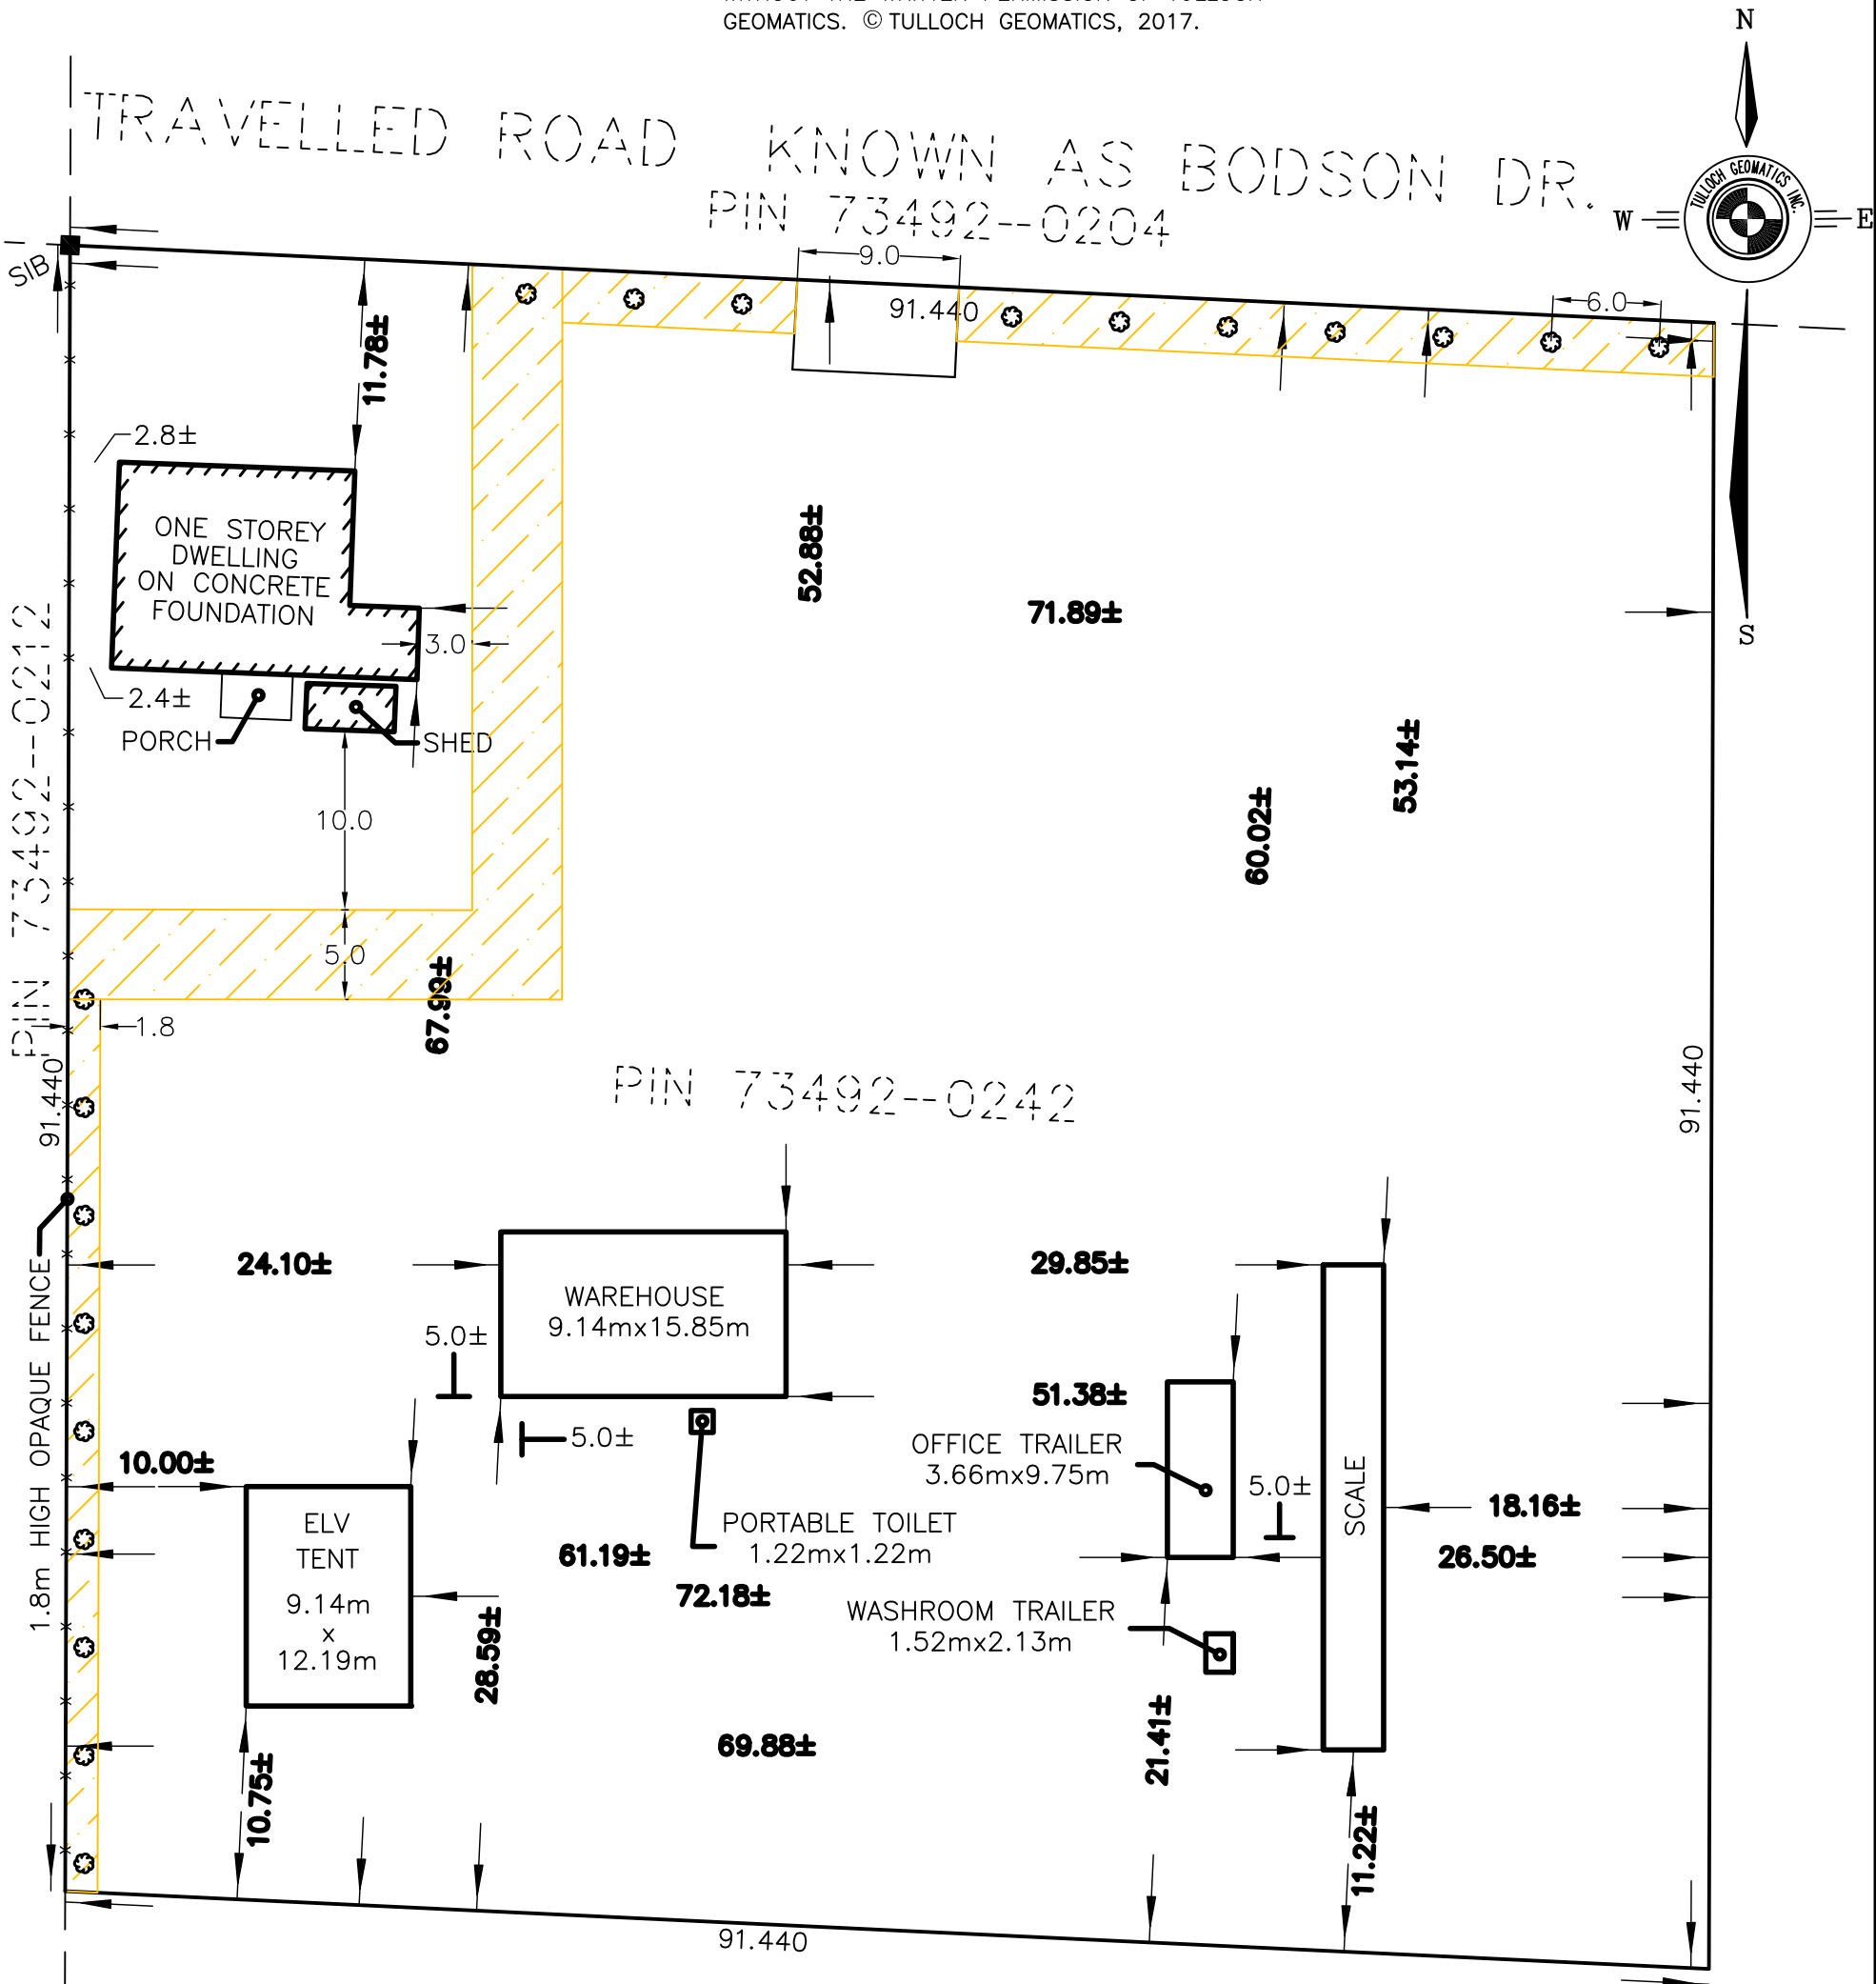 GEOMATICS. © TULLOCH GEOMATICS, 2017.
N
TRAVELLED ROAD KNOWN AS BODSON DR.
PIN 73492--0204
TULLOCH GEOMATICS INC.
W
E
S
SIB
9.0
91.440
6.0
11.78±
2.8±
ONE STOREY
DWELLING
ON CONCRETE
FOUNDATION
52.88±
71.89±
3.0
2.4±
PORCH
SHED
PIN 73492--0212
53.14±
10.0
60.02±
5.0
67.99±
1.8
91.440
PIN 73492--0242
91.440
24.10±
WAREHOUSE
9.14mx15.85m
29.85±
5.0±
1.8m HIGH OPAQUE FENCE
51.38±
5.0±
10.00±
OFFICE TRAILER
3.66mx9.75m
5.0±
SCALE
18.16±
ELV
TENT
9.14m
x
12.19m
PORTABLE TOILET
1.22mx1.22m
61.19±
26.50±
72.18±
WASHROOM TRAILER
1.52mx2.13m
28.59±
69.88±
21.41±
10.75±
11.22±
91.440